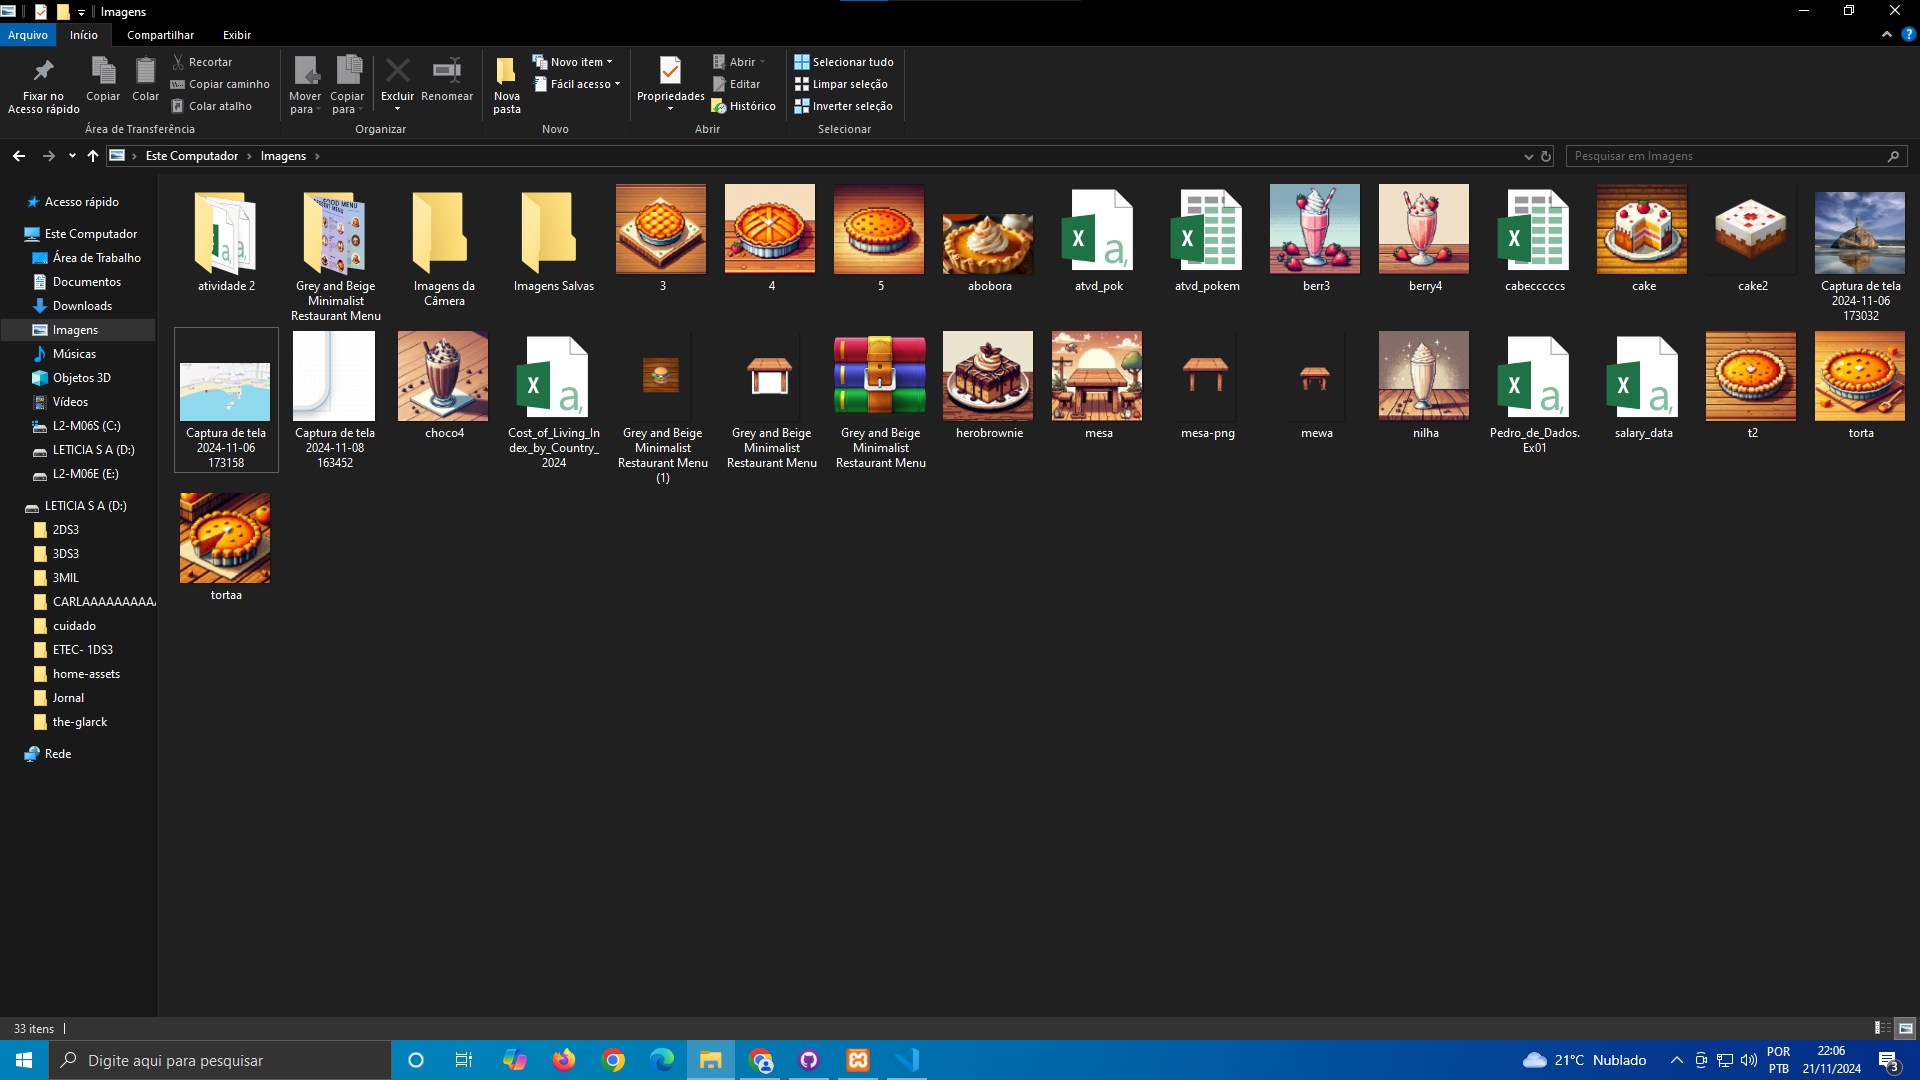 Imagens
Arquivo
Início
Compartilhar
Exibir
Fixar no
Acesso rápido
Copiar
Colar
Recortar
Copiar caminho
Colar atalho
Área de Transferência
Mover
para
Copiar
para
Excluir
Renomear
Organizar
Nova
pasta
Novo item
Fácil acesso
Novo
Propriedades
Abrir
Editar
Histórico
Abrir
Selecionar tudo
Limpar seleção
Inverter seleção
Selecionar
Este Computador
Imagens
Pesquisar em Imagens
Acesso rápido
Este Computador
Área de Trabalho
Documentos
Downloads
Imagens
Músicas
Objetos 3D
Vídeos
L2-M06S (C:)
LETICIA S A (D:)
L2-M06E (E:)
LETICIA S A (D:)
2DS3
3DS3
3MIL
CARLAAAAAAAAA
cuidado
ETEC- 1DS3
home-assets
Jornal
the-glarck
Rede
atividade 2
FOOD MENU
Grey and Beige
Minimalist
Restaurant Menu
Imagens da
Câmera
Imagens Salvas
3
4
5
abobora
atvd_pok
atvd_pokem
berr3
berry4
cabecccccs
cake
cake2
Captura de tela
2024-11-06
173032
Captura de tela
2024-11-06
173158
Captura de tela
2024-11-08
163452
choco4
Cost_of_Living_In
dex_by_Country_
2024
Grey and Beige
Minimalist
Restaurant Menu
(1)
Grey and Beige
Minimalist
Restaurant Menu
Grey and Beige
Minimalist
Restaurant Menu
herobrownie
mesa
mesa-png
mewa
nilha
Pedro_de_Dados.
Ex01
salary_data
t2
torta
tortaa
33 itens
Digite aqui para pesquisar
21°C Nublado
POR
PTB
22:06
21/11/2024
3